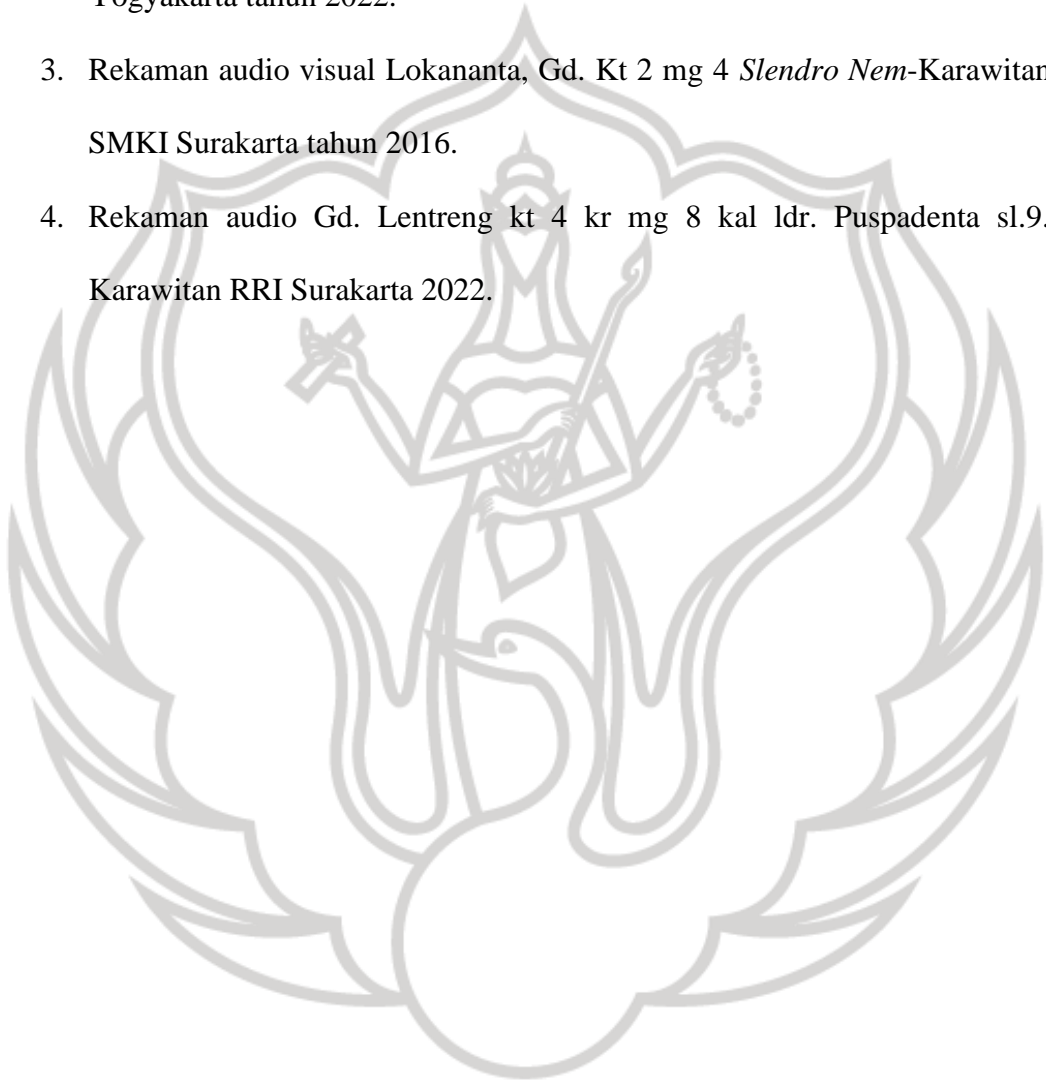 Yogyakarta tahun 2022.
3. Rekaman audio visual Lokananta, Gd. Kt 2 mg 4 Slendro Nem-Karawitan
SMKI Surakarta tahun 2016.
4. Rekaman audio Gd. Lentreng kt 4 kr mg 8 kal ldr. Puspadenta sl.9.
Karawitan RRI Surakarta 2022.